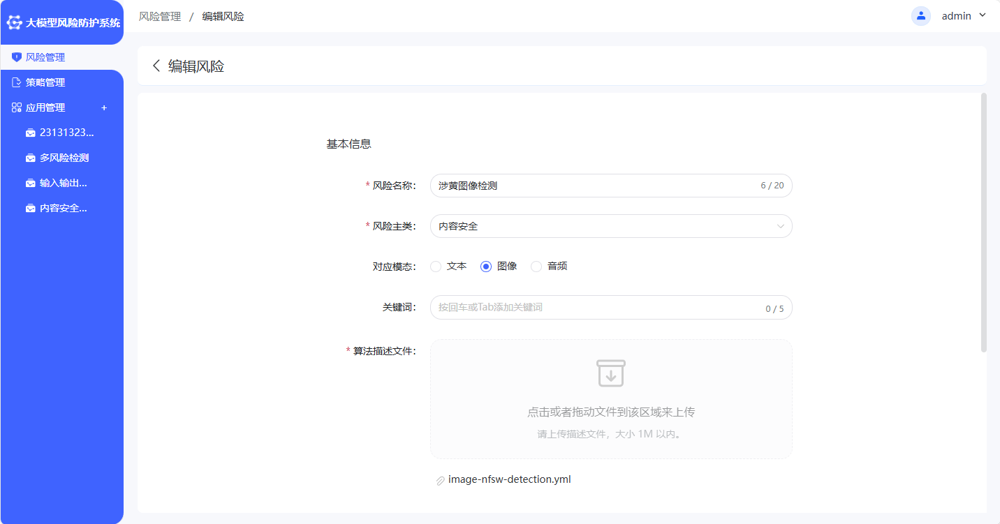 大模型风险防护系统
风险管理 / 编辑风险
admin
风险管理
策略管理
应用管理 +
23131323...
多风险检测
输入输出...
内容安全...
编辑风险
基本信息
* 风险名称: 涉黄图像检测 6 / 20
* 风险主类: 内容安全
对应模态: 文本 图像 音频
关键词: 按回车或Tab添加关键词 0 / 5
* 算法描述文件:
点击或者拖动文件到该区域来上传
请上传描述文件，大小 1M 以内。
image-nfsw-detection.yml